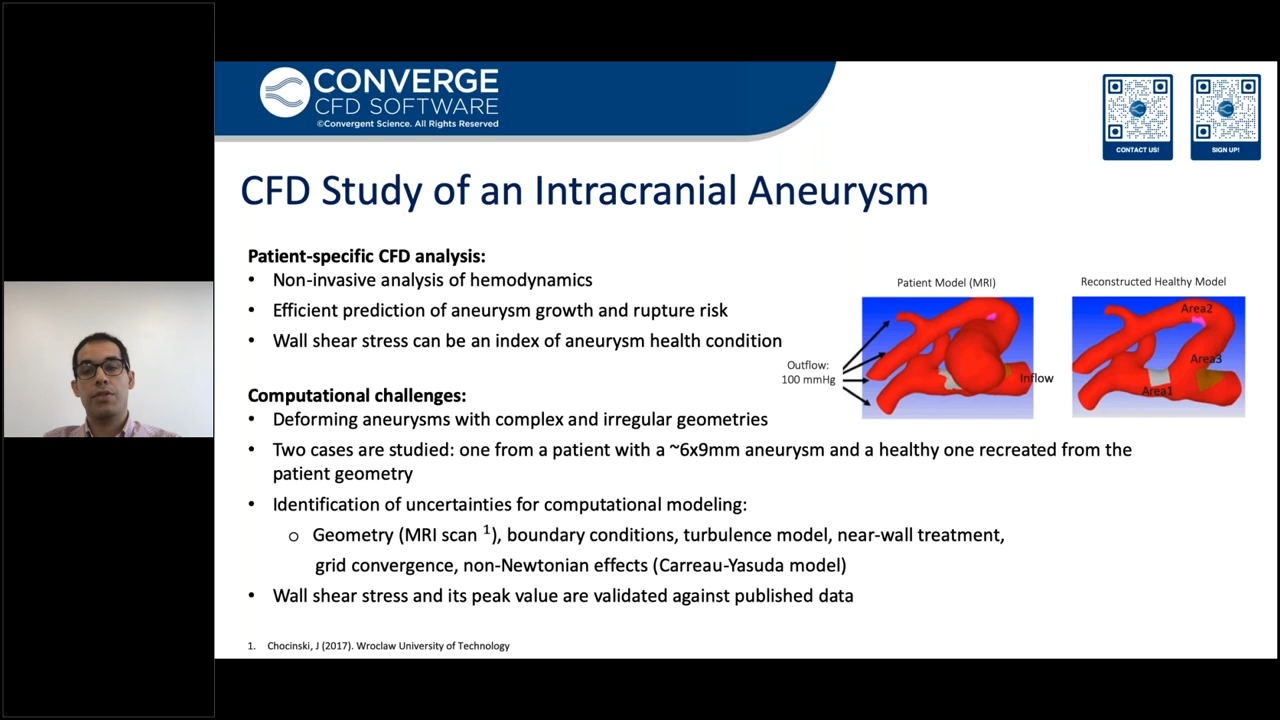 CONVERGE
CFD SOFTWARE
©Convergent Science. All Rights Reserved
CONTACT US!
SIGN UP!
CFD Study of an Intracranial Aneurysm
Patient-specific CFD analysis:
• Non-invasive analysis of hemodynamics
• Efficient prediction of aneurysm growth and rupture risk
• Wall shear stress can be an index of aneurysm health condition
Patient Model (MRI)
Outflow:
100 mmHg
Inflow
Reconstructed Healthy Model
Area2
Area3
Area1
Computational challenges:
• Deforming aneurysms with complex and irregular geometries
• Two cases are studied: one from a patient with a ~6x9mm aneurysm and a healthy one recreated from the
patient geometry
• Identification of uncertainties for computational modeling:
o Geometry (MRI scan ¹), boundary conditions, turbulence model, near-wall treatment,
grid convergence, non-Newtonian effects (Carreau-Yasuda model)
• Wall shear stress and its peak value are validated against published data
1. Chocinski, J (2017). Wroclaw University of Technology